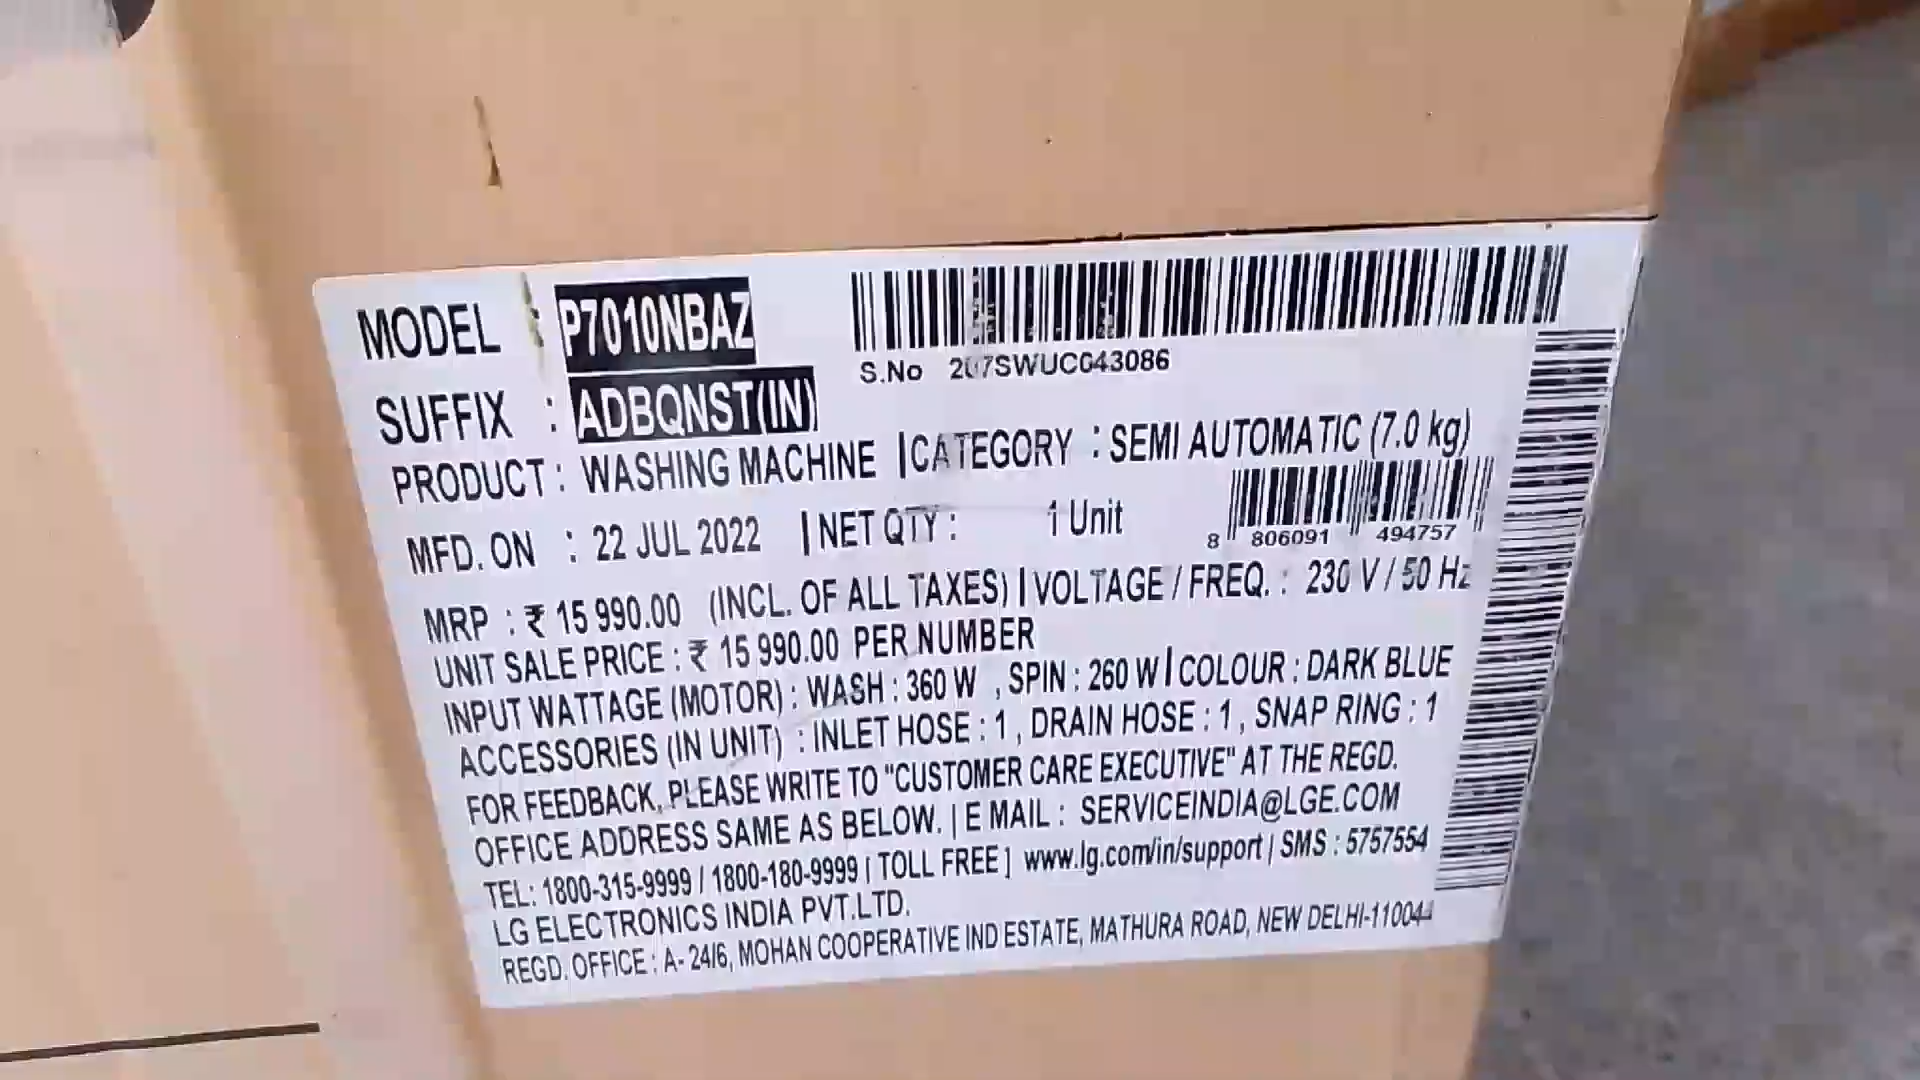 MODEL : P7010NBAZ
S.No 207SWUC043086
SUFFIX : ADBQNST(IN)
PRODUCT : WASHING MACHINE | CATEGORY : SEMI AUTOMATIC (7.0 kg)
MFD. ON : 22 JUL 2022 | NET QTY : 1 Unit
8 806091 494757
MRP : ₹ 15 990.00 (INCL. OF ALL TAXES) | VOLTAGE / FREQ. : 230 V / 50 Hz
UNIT SALE PRICE : ₹ 15 990.00 PER NUMBER
INPUT WATTAGE (MOTOR) : WASH : 360 W , SPIN : 260 W | COLOUR : DARK BLUE
ACCESSORIES (IN UNIT) : INLET HOSE : 1 , DRAIN HOSE : 1 , SNAP RING : 1
FOR FEEDBACK, PLEASE WRITE TO "CUSTOMER CARE EXECUTIVE" AT THE REGD.
OFFICE ADDRESS SAME AS BELOW. | E MAIL : SERVICEINDIA@LGE.COM
TEL : 1800-315-9999 / 1800-180-9999 [ TOLL FREE ] www.lg.com/in/support | SMS : 5757554
LG ELECTRONICS INDIA PVT.LTD.
REGD. OFFICE : A- 24/6, MOHAN COOPERATIVE IND ESTATE, MATHURA ROAD, NEW DELHI-110044